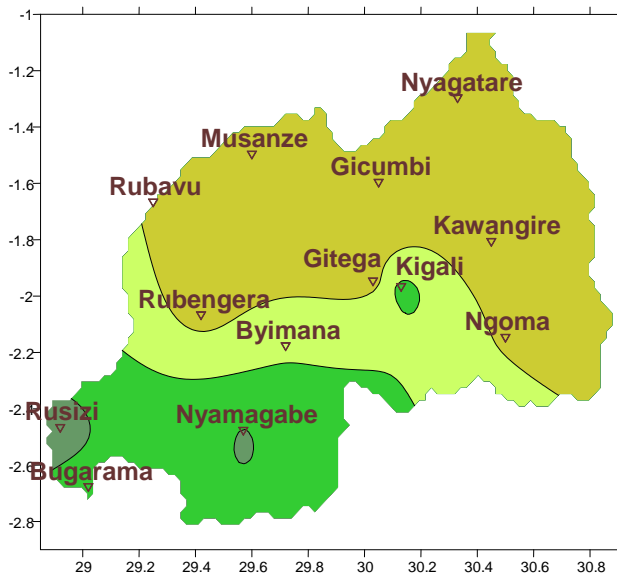 -1
-1.2
Nyagatare
-1.4
Musanze
Gicumbi
-1.6
Rubavu
-1.8
Kawangire
Gitega
Kigali
-2
Rubengera
Ngoma
Byimana
-2.2
-2.4
Rusizi
Nyamagabe
-2.6
Bugarama
-2.8
29 29.2 29.4 29.6 29.8 30 30.2 30.4 30.6 30.8